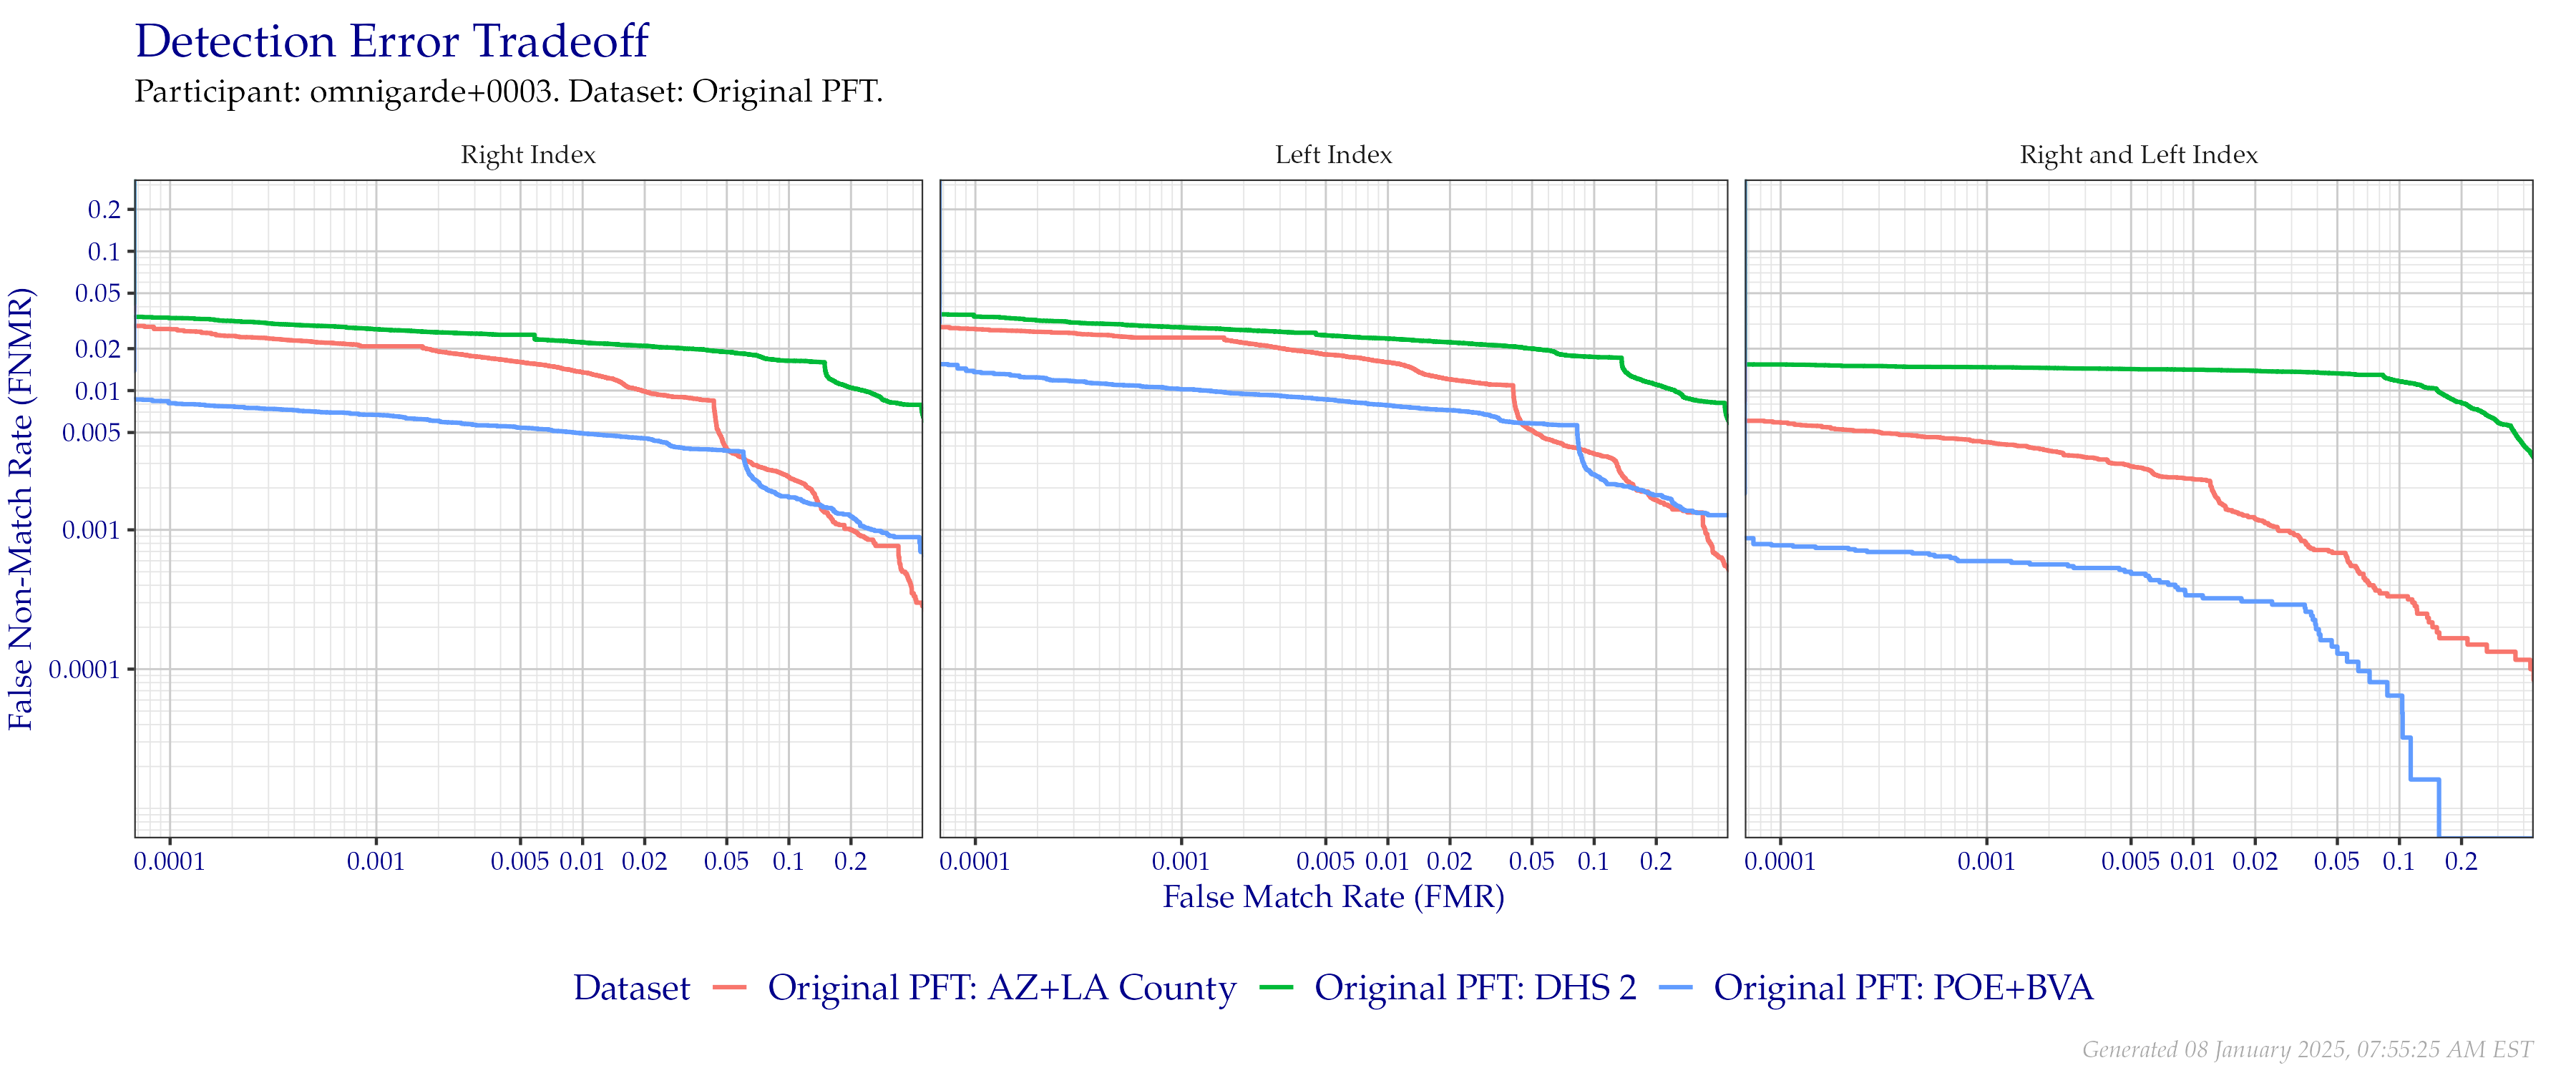 Detection Error Tradeoff
Participant: omnigarde+0003. Dataset: Original PFT.
Right Index
Left Index
Right and Left Index
False Non-Match Rate (FNMR)
0.2
0.1
0.05
0.02
0.01
0.005
0.001
0.0001
0.0001 0.001 0.005 0.01 0.02 0.05 0.1 0.2
0.0001 0.001 0.005 0.01 0.02 0.05 0.1 0.2
0.0001 0.001 0.005 0.01 0.02 0.05 0.1 0.2
False Match Rate (FMR)
Dataset Original PFT: AZ+LA County Original PFT: DHS 2 Original PFT: POE+BVA
Generated 08 January 2025, 07:55:25 AM EST